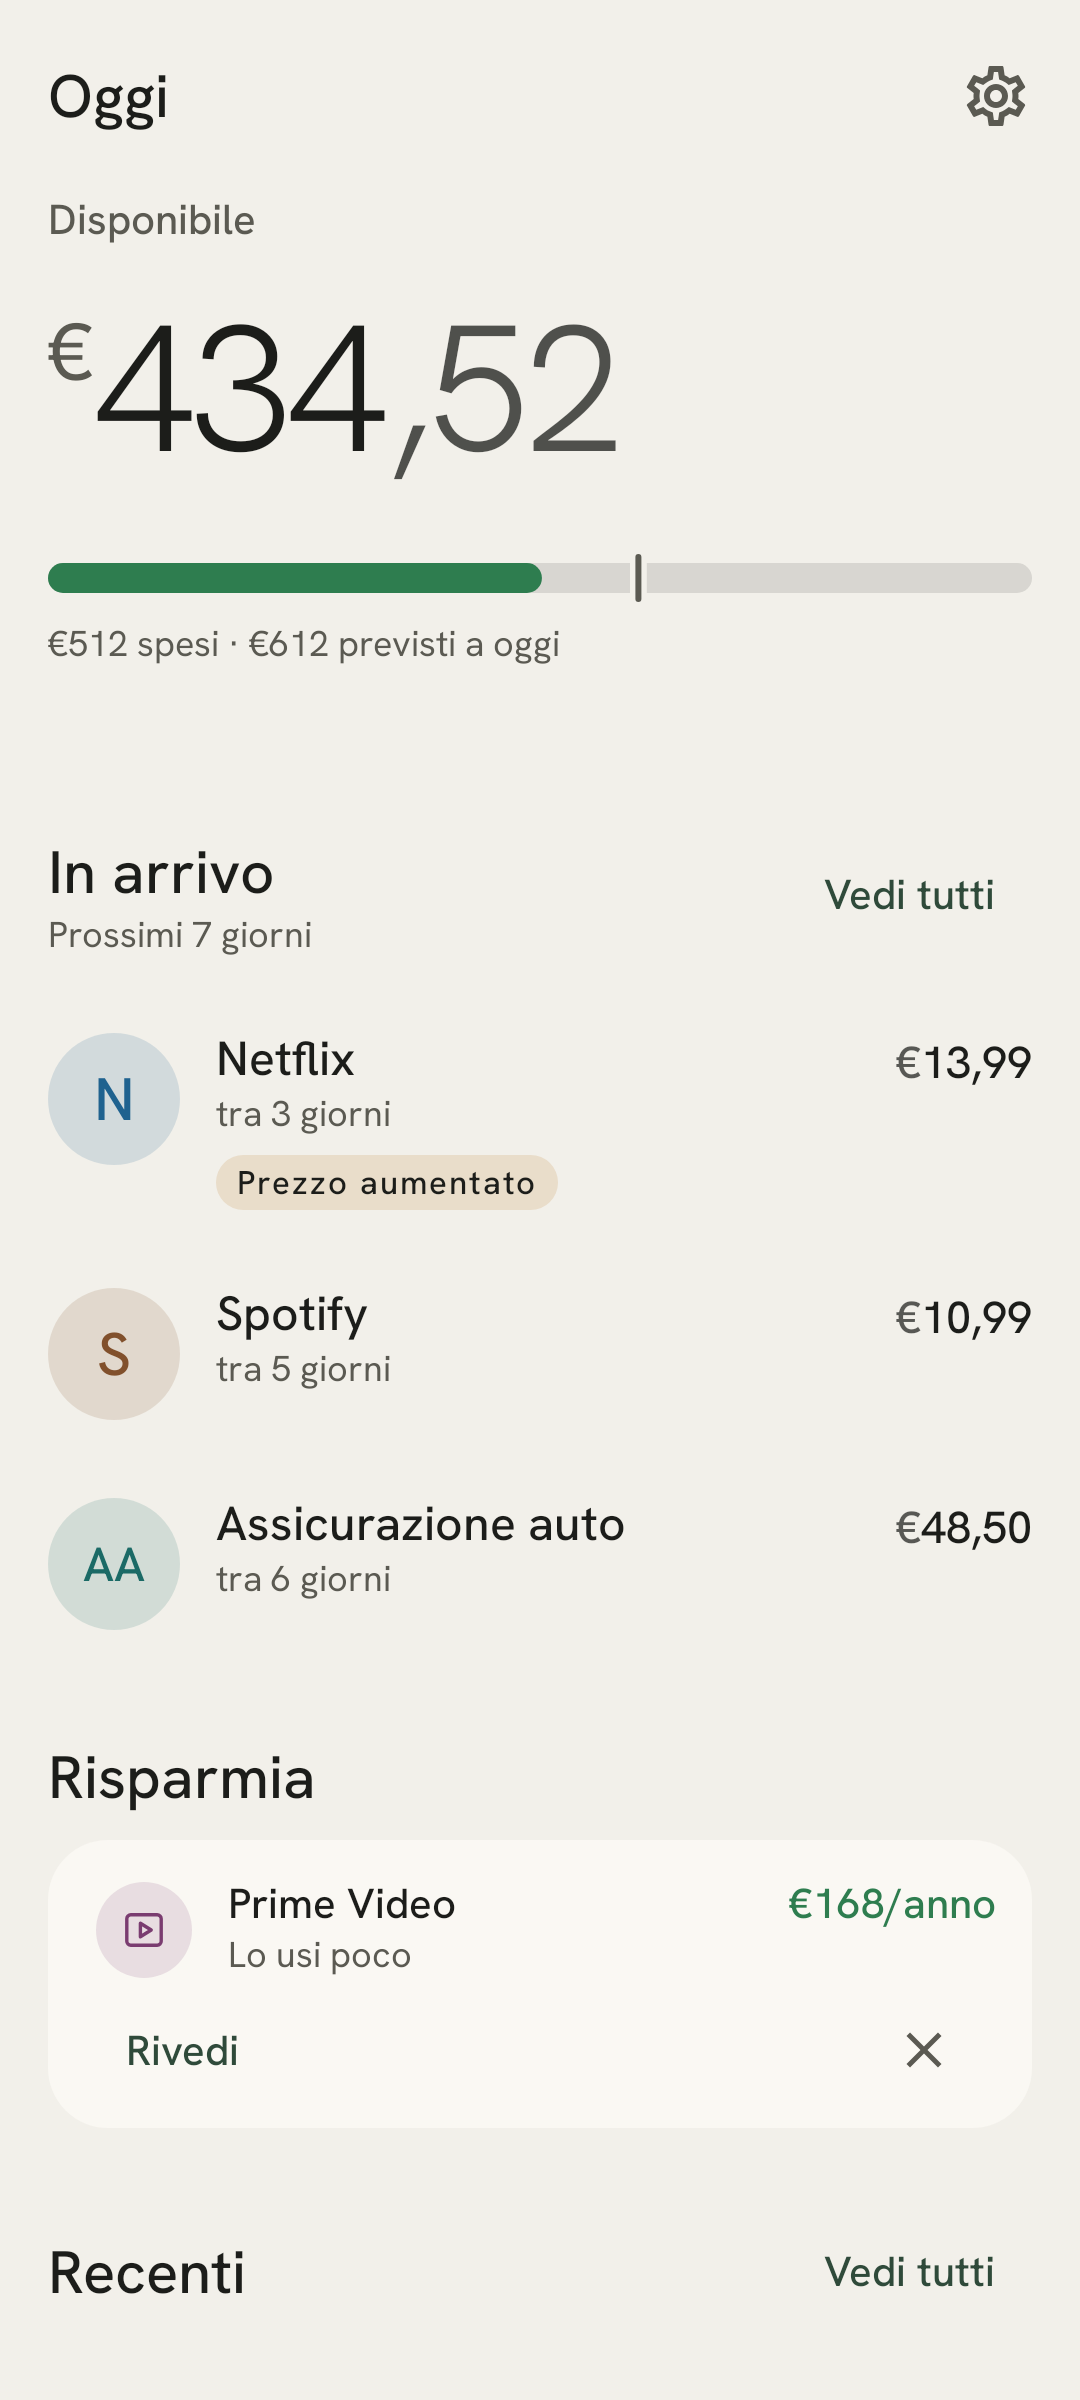 Oggi
Disponibile
€434,52
€512 spesi · €612 previsti a oggi
In arrivo
Vedi tutti
Prossimi 7 giorni
N
Netflix
€13,99
tra 3 giorni
Prezzo aumentato
S
Spotify
€10,99
tra 5 giorni
AA
Assicurazione auto
€48,50
tra 6 giorni
Risparmia
Prime Video
€168/anno
Lo usi poco
Rivedi
Recenti
Vedi tutti